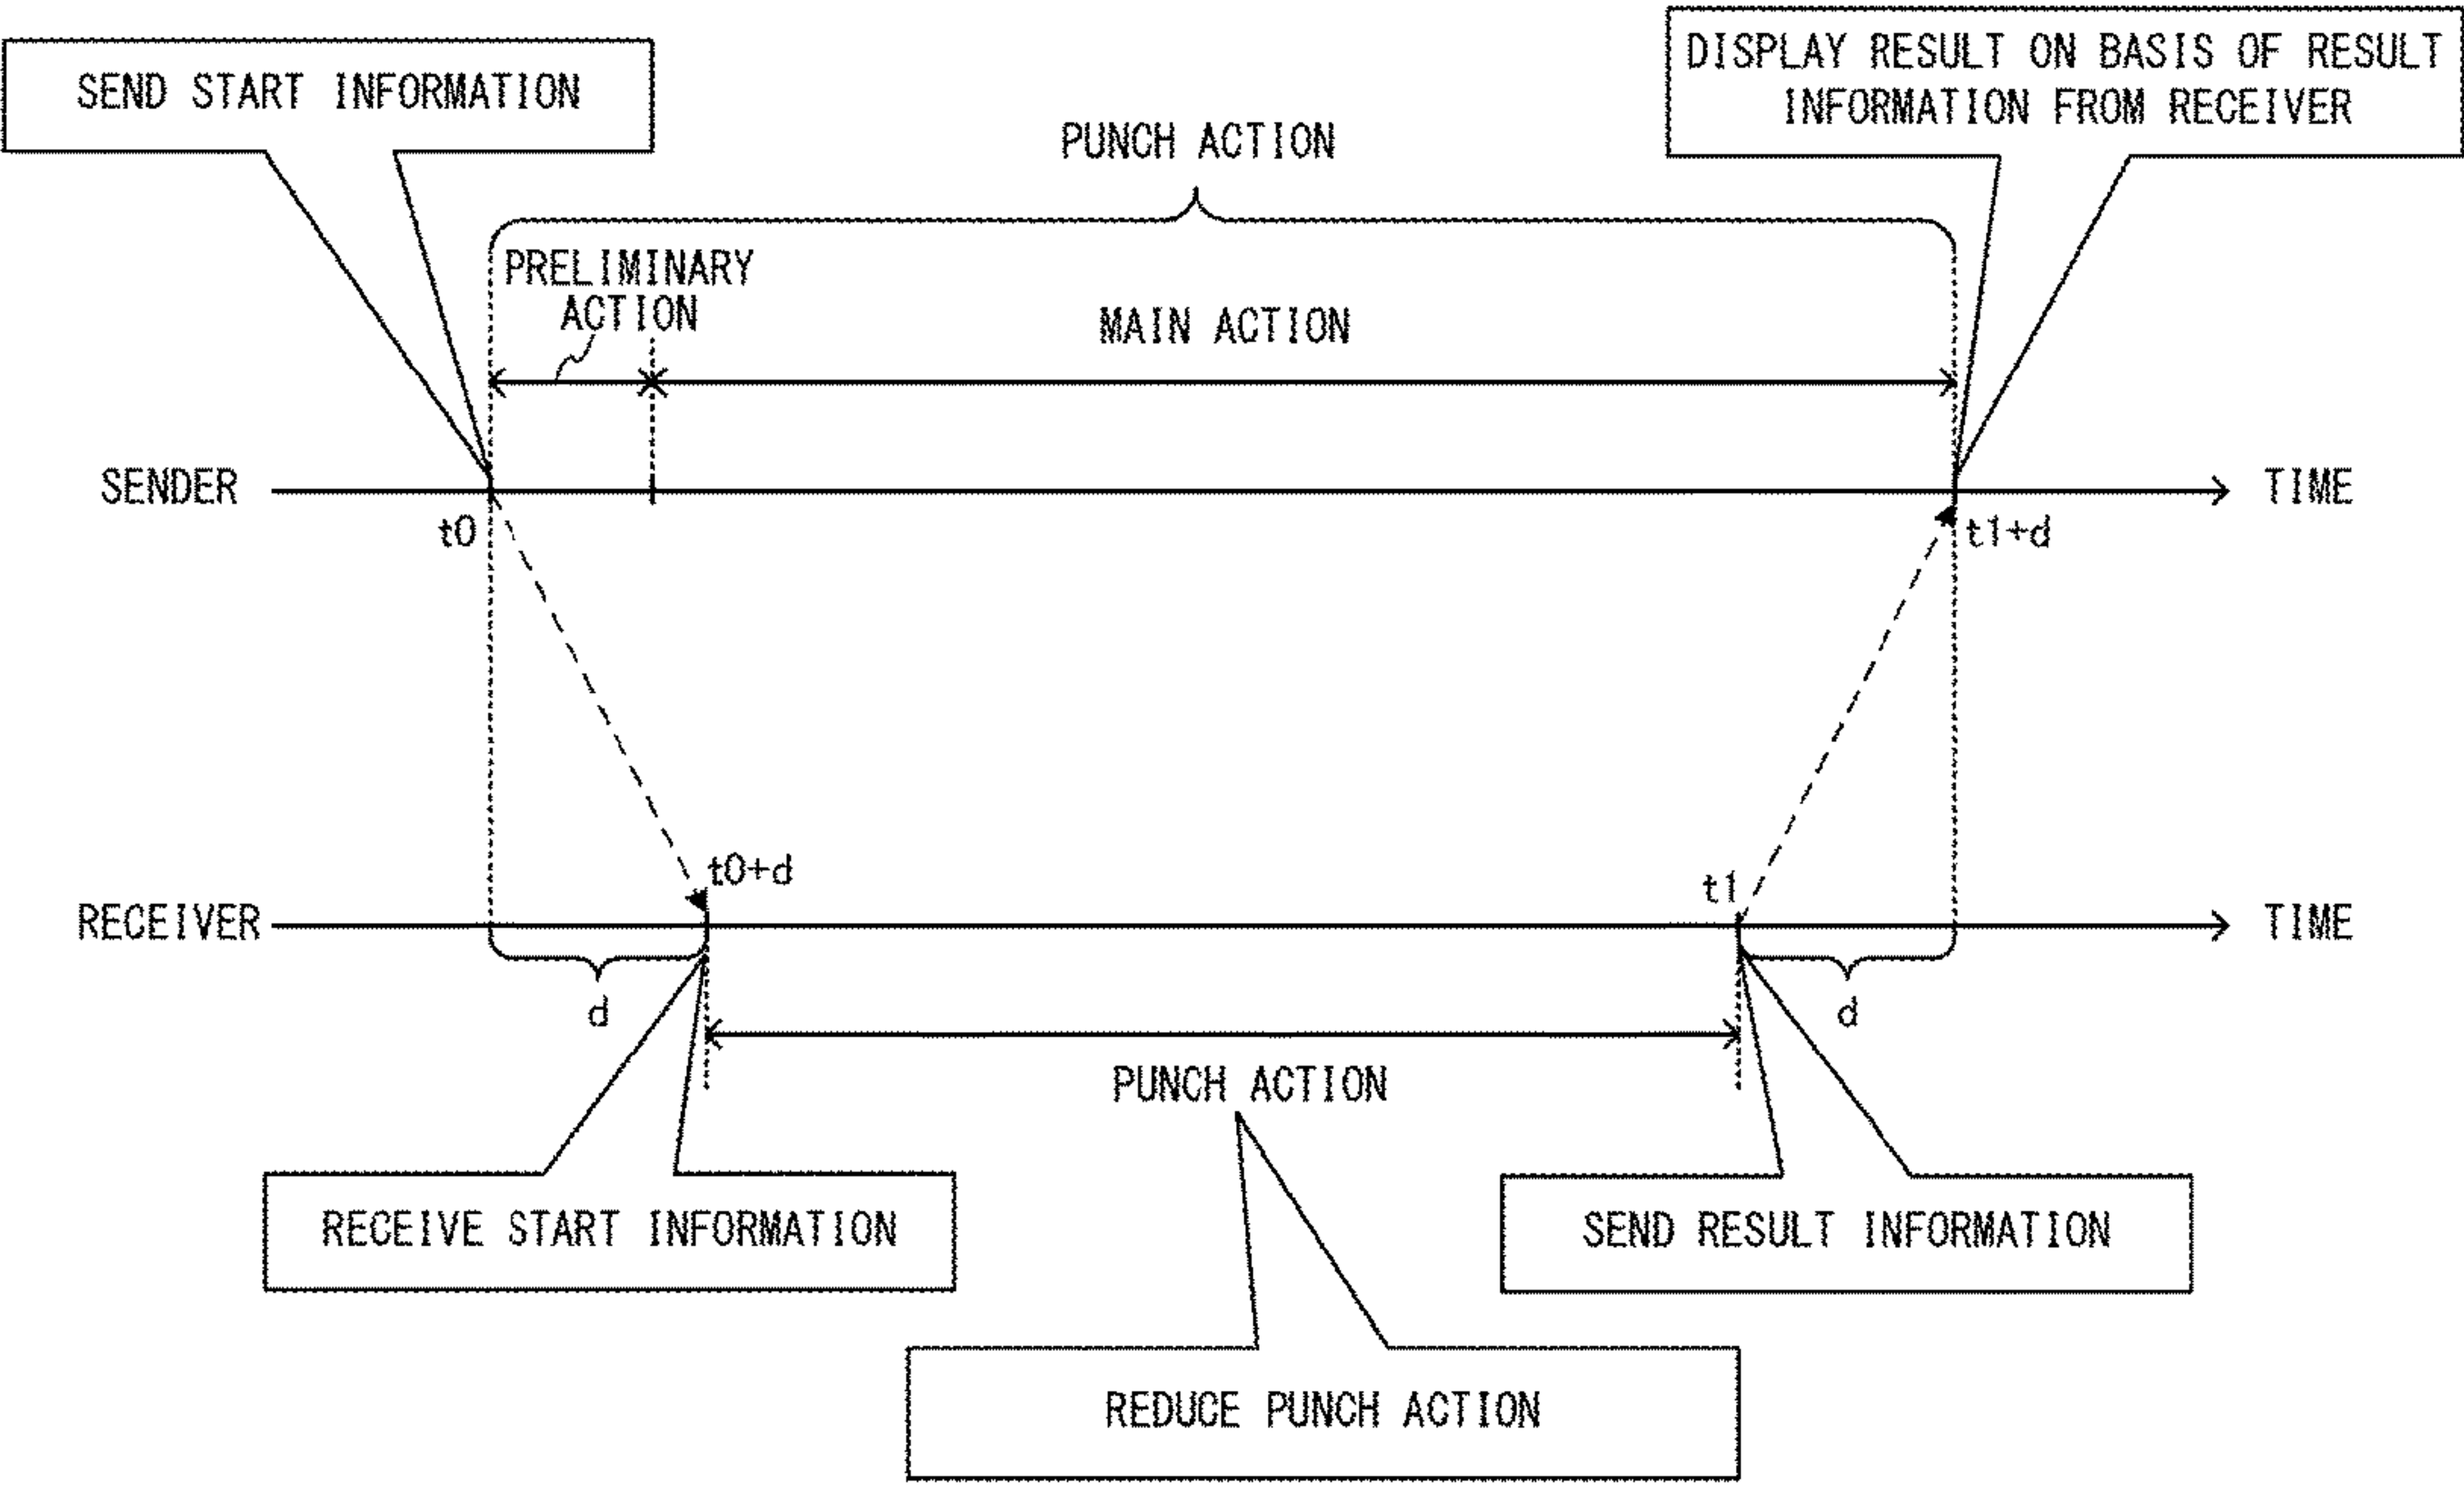 SEND START INFORMATION
DISPLAY RESULT ON BASIS OF RESULT
INFORMATION FROM RECEIVER
PUNCH ACTION
PRELIMINARY
ACTION
MAIN ACTION
SENDER
TIME
t0
t1+d
t0+d
t1
RECEIVER
TIME
d
d
PUNCH ACTION
RECEIVE START INFORMATION
SEND RESULT INFORMATION
REDUCE PUNCH ACTION